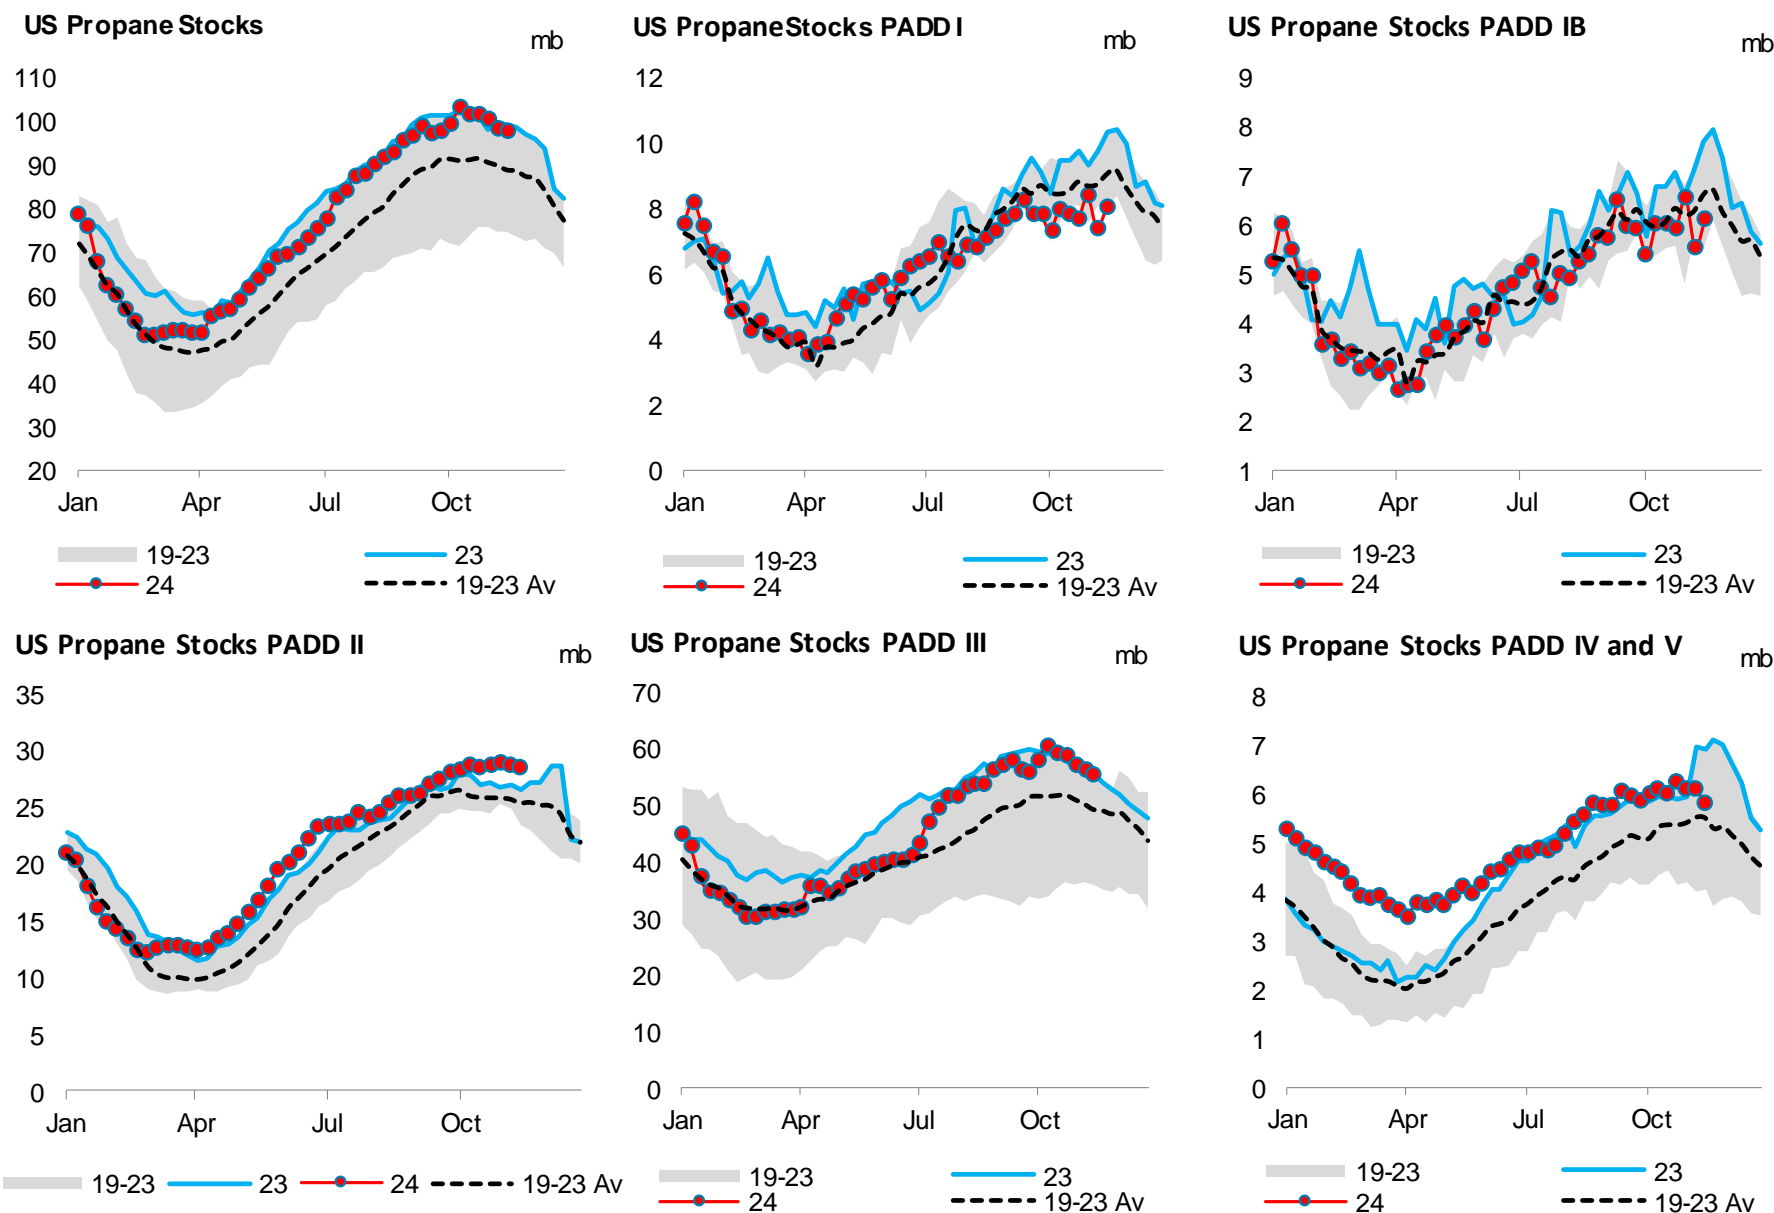 US Propane Stocks
mb
110
100
90
80
70
60
50
40
30
20
Jan Apr Jul Oct
19-23 23
24 19-23 Av
US Propane Stocks PADD I
mb
12
10
8
6
4
2
0
Jan Apr Jul Oct
19-23 23
24 19-23 Av
US Propane Stocks PADD IB
mb
9
8
7
6
5
4
3
2
1
Jan Apr Jul Oct
19-23 23
24 19-23 Av
US Propane Stocks PADD II
mb
35
30
25
20
15
10
5
0
Jan Apr Jul Oct
19-23 23 24 19-23 Av
US Propane Stocks PADD III
mb
70
60
50
40
30
20
10
0
Jan Apr Jul Oct
19-23 23
24 19-23 Av
US Propane Stocks PADD IV and V
mb
8
7
6
5
4
3
2
1
0
Jan Apr Jul Oct
19-23 23
24 19-23 Av